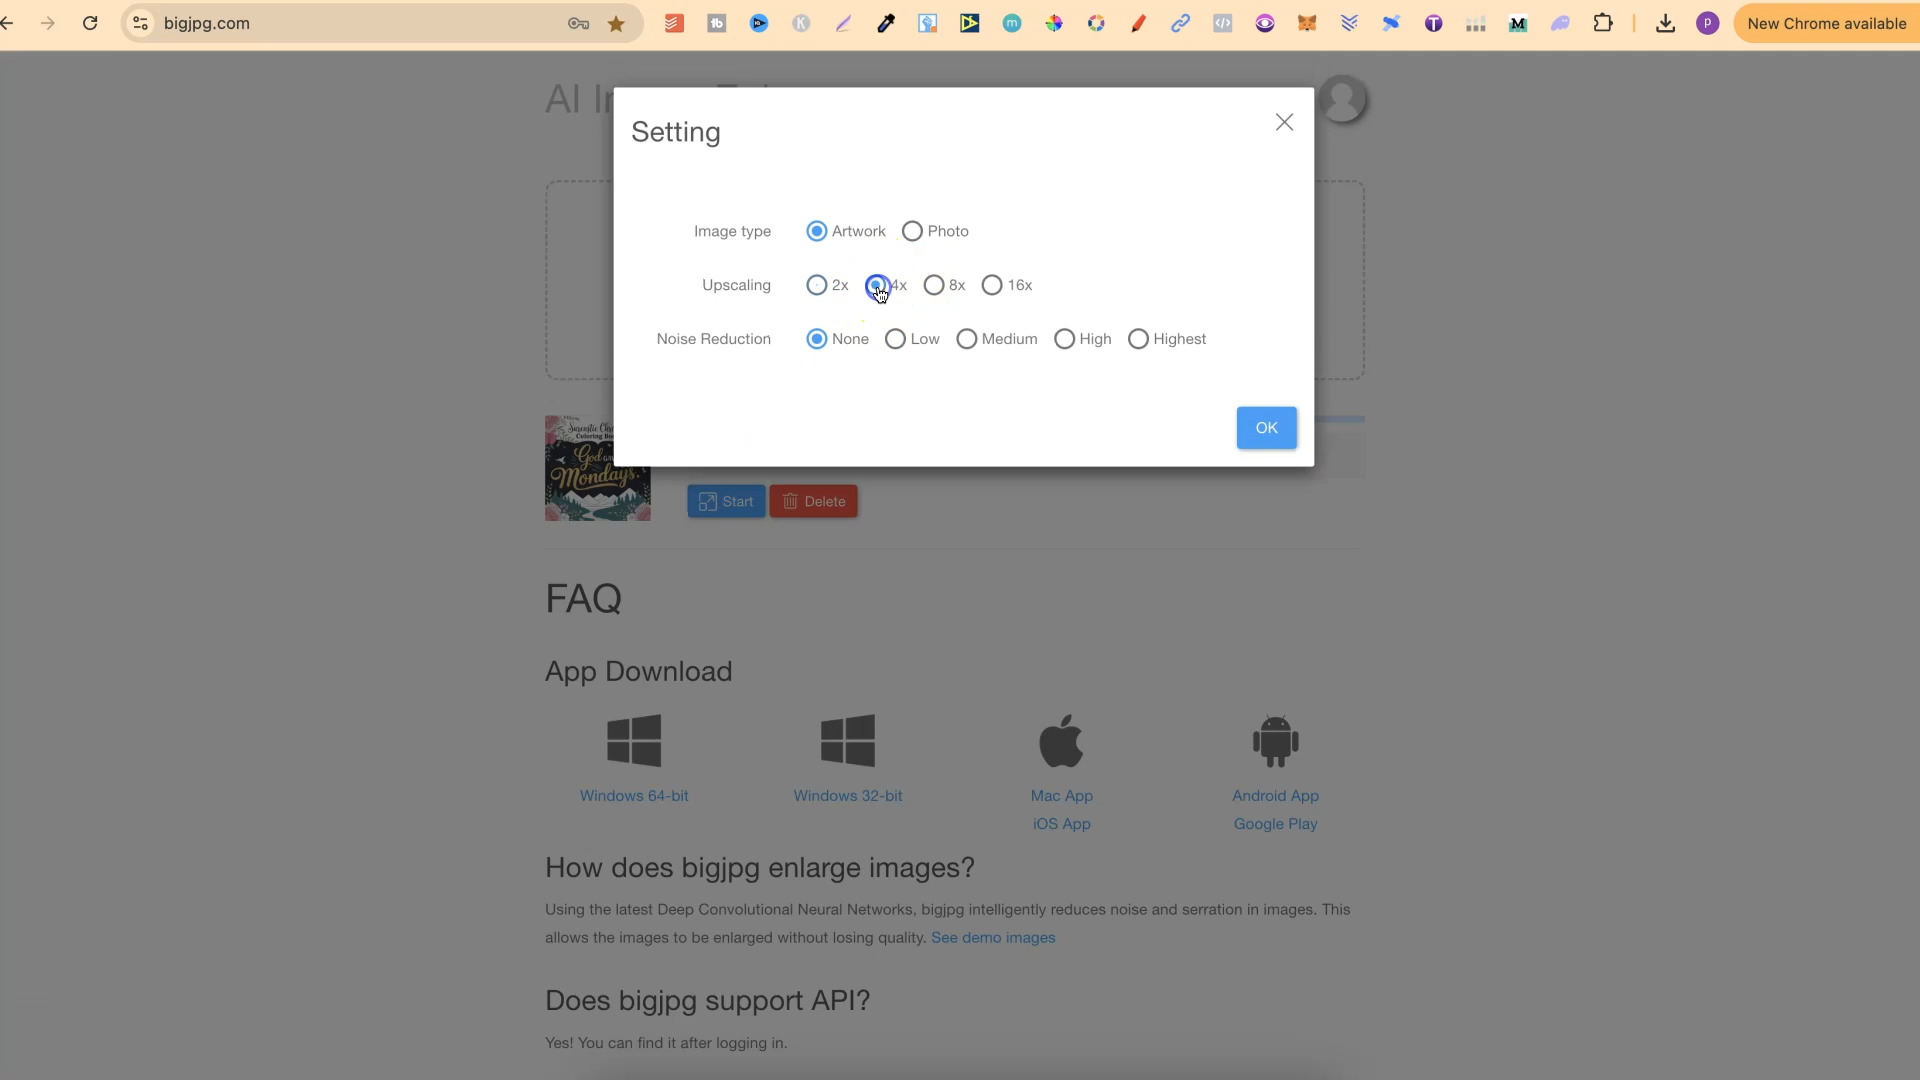 bigjpg.com
New Chrome available
AI
Setting
Image type Artwork Photo
Upscaling 2x 4x 8x 16x
Noise Reduction None Low Medium High Highest
OK
Coloring
God
Mondays.
Start Delete
FAQ
App Download
Windows 64-bit Windows 32-bit Mac App Android App
iOS App Google Play
How does bigjpg enlarge images?
Using the latest Deep Convolutional Neural Networks, bigjpg intelligently reduces noise and serration in images. This
allows the images to be enlarged without losing quality. See demo images
Does bigjpg support API?
Yes! You can find it after logging in.